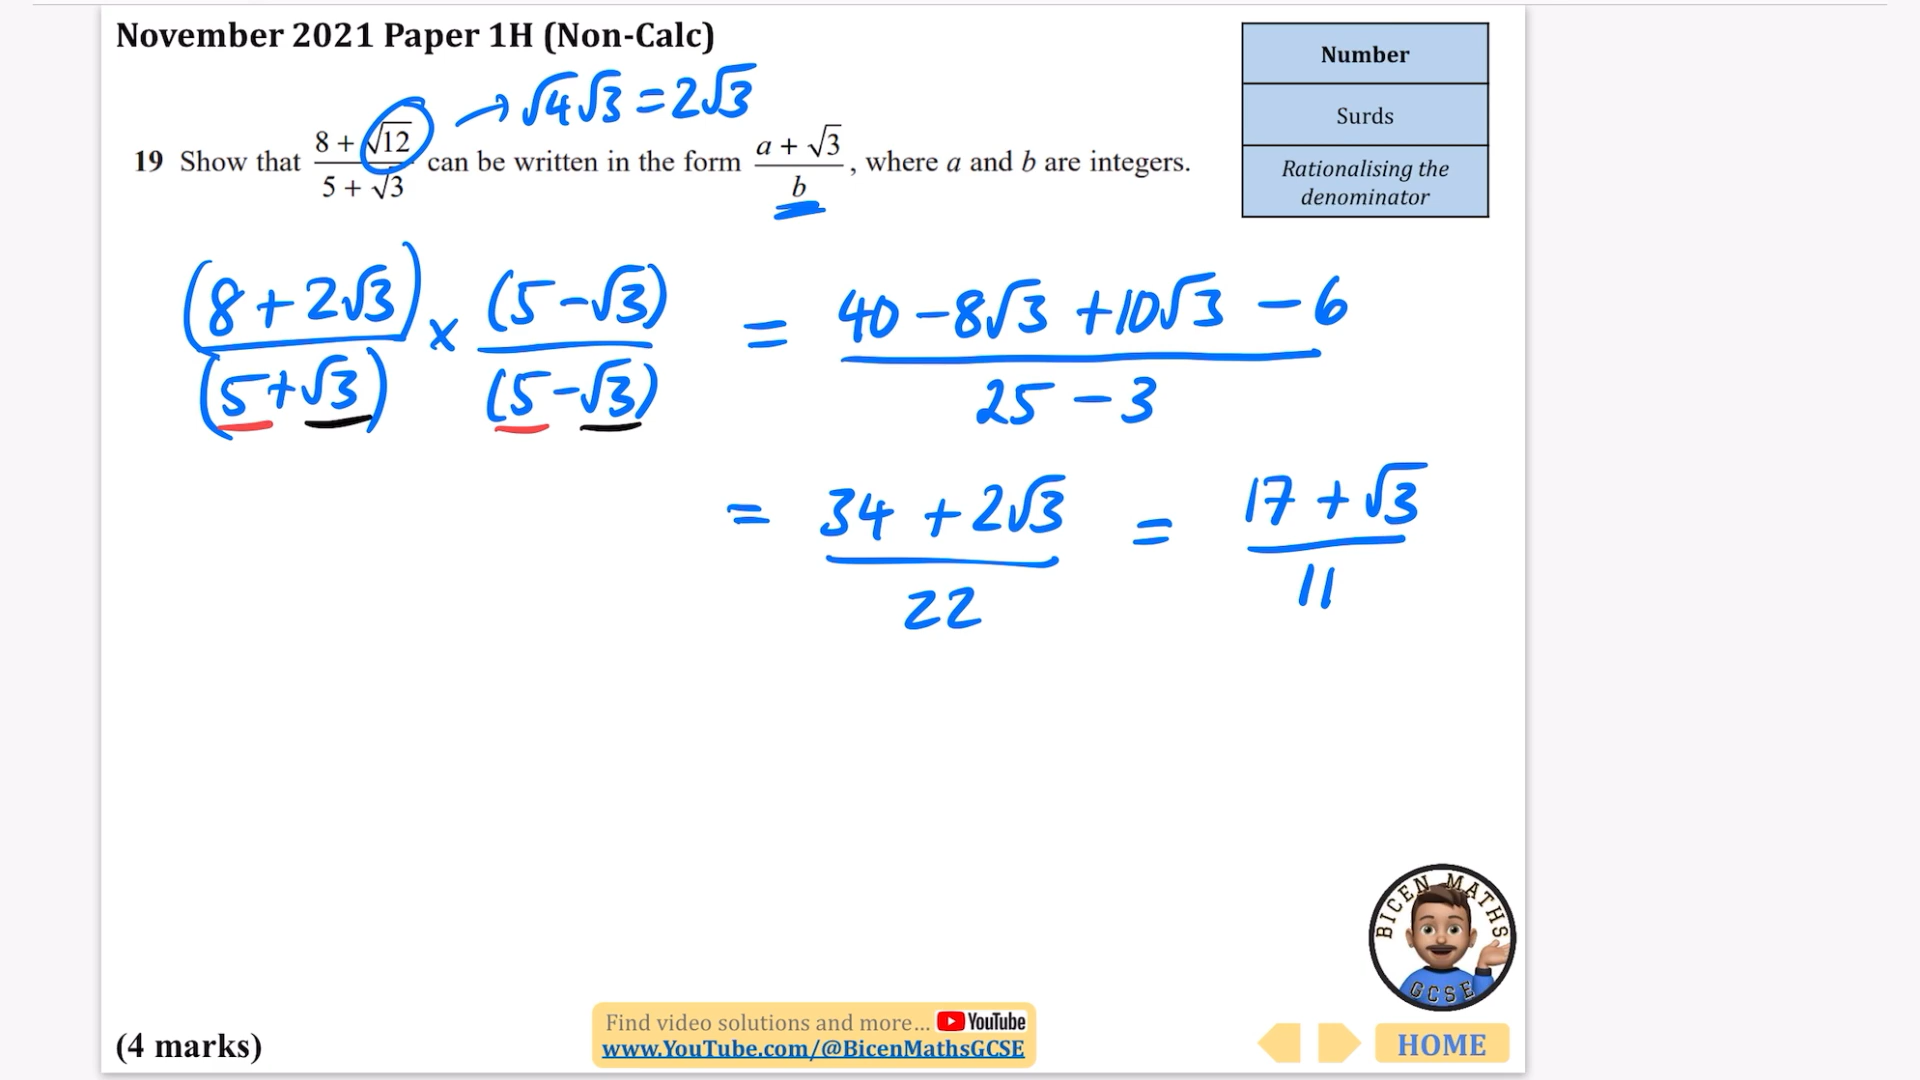 November 2021 Paper 1H (Non-Calc)
Number
Surds
Rationalising the
denominator
→ √4√3 = 2√3
19 Show that (8 + √12)/(5 + √3) can be written in the form (a + √3)/b , where a and b are integers.
(8 + 2√3)/(5 + √3) × (5 - √3)/(5 - √3) = (40 - 8√3 + 10√3 - 6)/(25 - 3)
= (34 + 2√3)/22 = (17 + √3)/11
BICEN MATHS
GCSE
(4 marks)
Find video solutions and more... YouTube
www.YouTube.com/@BicenMathsGCSE
HOME